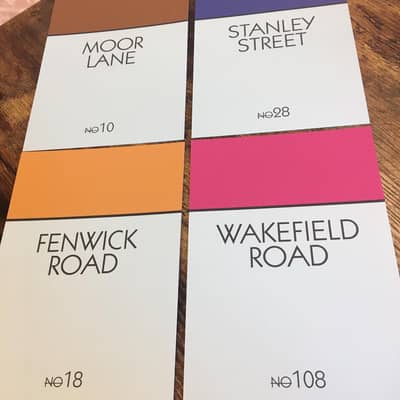 MOOR
LANE
NO10
STANLEY
STREET
NO28
FENWICK
ROAD
NO18
WAKEFIELD
ROAD
NO108